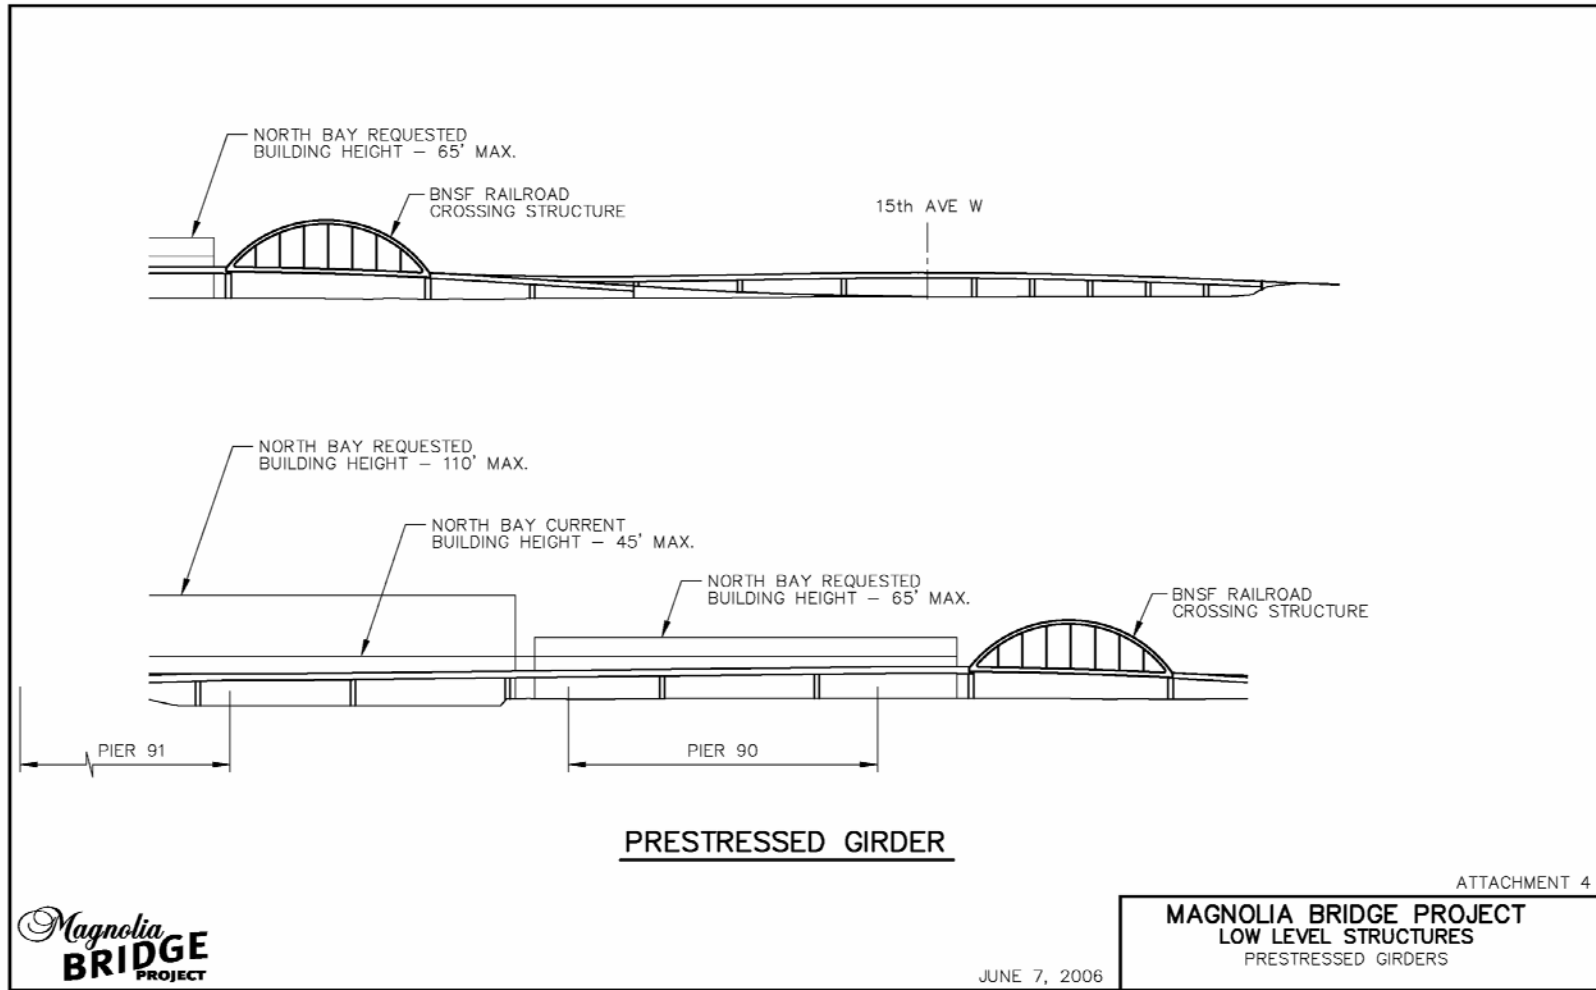 NORTH BAY REQUESTED
BUILDING HEIGHT – 65' MAX.
BNSF RAILROAD
CROSSING STRUCTURE
15th AVE W
NORTH BAY REQUESTED
BUILDING HEIGHT – 110' MAX.
NORTH BAY CURRENT
BUILDING HEIGHT – 45' MAX.
NORTH BAY REQUESTED
BUILDING HEIGHT – 65' MAX.
BNSF RAILROAD
CROSSING STRUCTURE
PIER 91
PIER 90
PRESTRESSED GIRDER
ATTACHMENT 4
Magnolia
BRIDGE
PROJECT
JUNE 7, 2006
MAGNOLIA BRIDGE PROJECT
LOW LEVEL STRUCTURES
PRESTRESSED GIRDERS